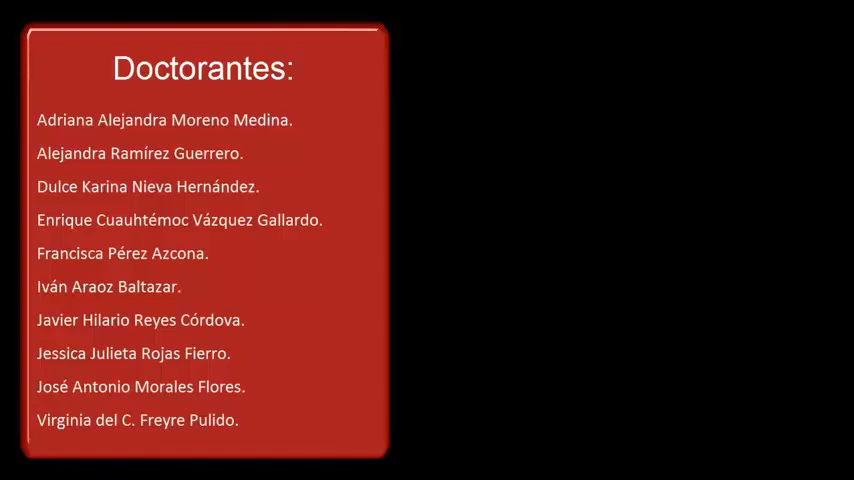 Doctorantes:
Adriana Alejandra Moreno Medina.
Alejandra Ramírez Guerrero.
Dulce Karina Nieva Hernández.
Enrique Cuauhtémoc Vázquez Gallardo.
Francisca Pérez Azcona.
Iván Araoz Baltazar.
Javier Hilario Reyes Córdova.
Jessica Julieta Rojas Fierro.
José Antonio Morales Flores.
Virginia del C. Freyre Pulido.